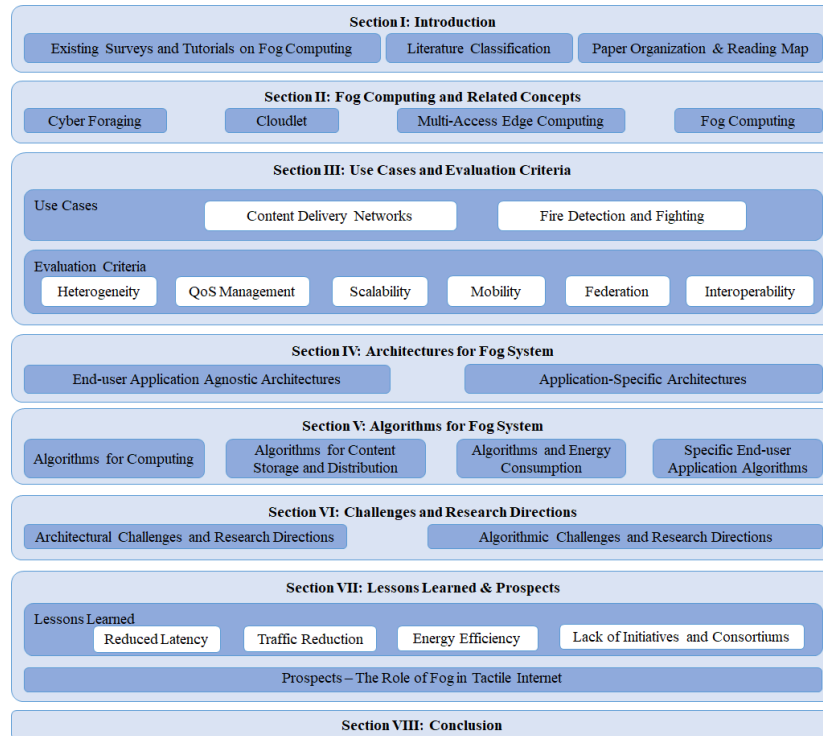 Section I: Introduction
Existing Surveys and Tutorials on Fog Computing
Literature Classification
Paper Organization & Reading Map
Section II: Fog Computing and Related Concepts
Cyber Foraging
Cloudlet
Multi-Access Edge Computing
Fog Computing
Section III: Use Cases and Evaluation Criteria
Use Cases
Content Delivery Networks
Fire Detection and Fighting
Evaluation Criteria
Heterogeneity
QoS Management
Scalability
Mobility
Federation
Interoperability
Section IV: Architectures for Fog System
End-user Application Agnostic Architectures
Application-Specific Architectures
Section V: Algorithms for Fog System
Algorithms for Computing
Algorithms for Content
Storage and Distribution
Algorithms and Energy
Consumption
Specific End-user
Application Algorithms
Section VI: Challenges and Research Directions
Architectural Challenges and Research Directions
Algorithmic Challenges and Research Directions
Section VII: Lessons Learned & Prospects
Lessons Learned
Reduced Latency
Traffic Reduction
Energy Efficiency
Lack of Initiatives and Consortiums
Prospects – The Role of Fog in Tactile Internet
Section VIII: Conclusion